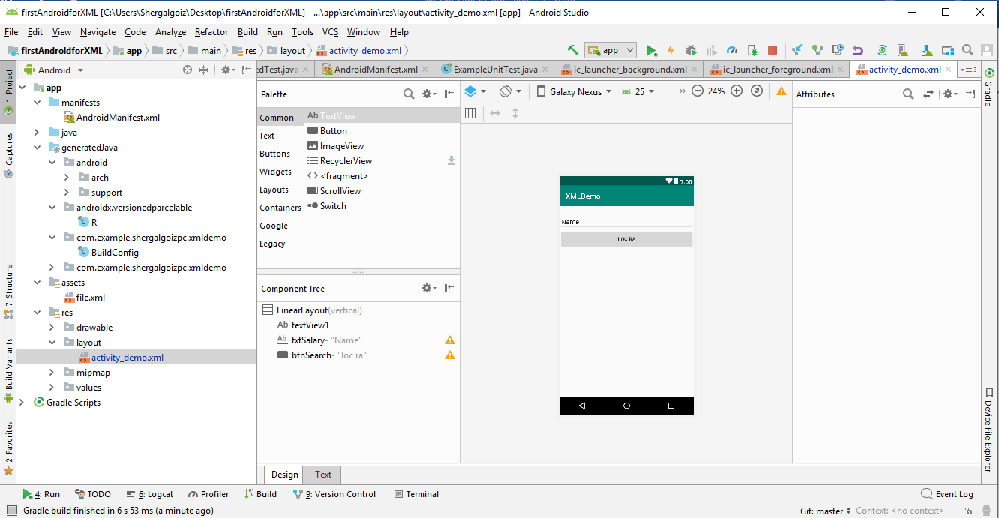 firstAndroidforXML [C:\Users\Shergalgoiz\Desktop\firstAndroidforXML] - ...\app\src\main\res\layout\activity_demo.xml [app] - Android Studio
File Edit View Navigate Code Analyze Refactor Build Run Tools VCS Window Help
firstAndroidforXML app src main res layout activity_demo.xml app
Android
edTest.java AndroidManifest.xml ExampleUnitTest.java ic_launcher_background.xml ic_launcher_foreground.xml activity_demo.xml 3
1: Project
Captures
7: Structure
Build Variants
2: Favorites
app
manifests
AndroidManifest.xml
java
generatedJava
android
arch
support
androidx.versionedparcelable
R
com.example.shergalgoizpc.xmldemo
BuildConfig
com.example.shergalgoizpc.xmldemo
assets
file.xml
res
drawable
layout
activity_demo.xml
mipmap
values
Gradle Scripts
Palette
Common
Text
Buttons
Widgets
Layouts
Containers
Google
Legacy
Ab TextView
Button
ImageView
RecyclerView
<fragment>
ScrollView
Switch
Component Tree
LinearLayout(vertical)
Ab textView1
Ab txtSalary- "Name"
btnSearch- "loc ra"
Galaxy Nexus 25 24%
7:00
XMLDemo
Name
LOC RA
Attributes
Gradle
Device File Explorer
Design Text
4: Run TODO 6: Logcat Profiler Build 9: Version Control Terminal Event Log
Gradle build finished in 6 s 53 ms (a minute ago) Git: master Context: <no context>